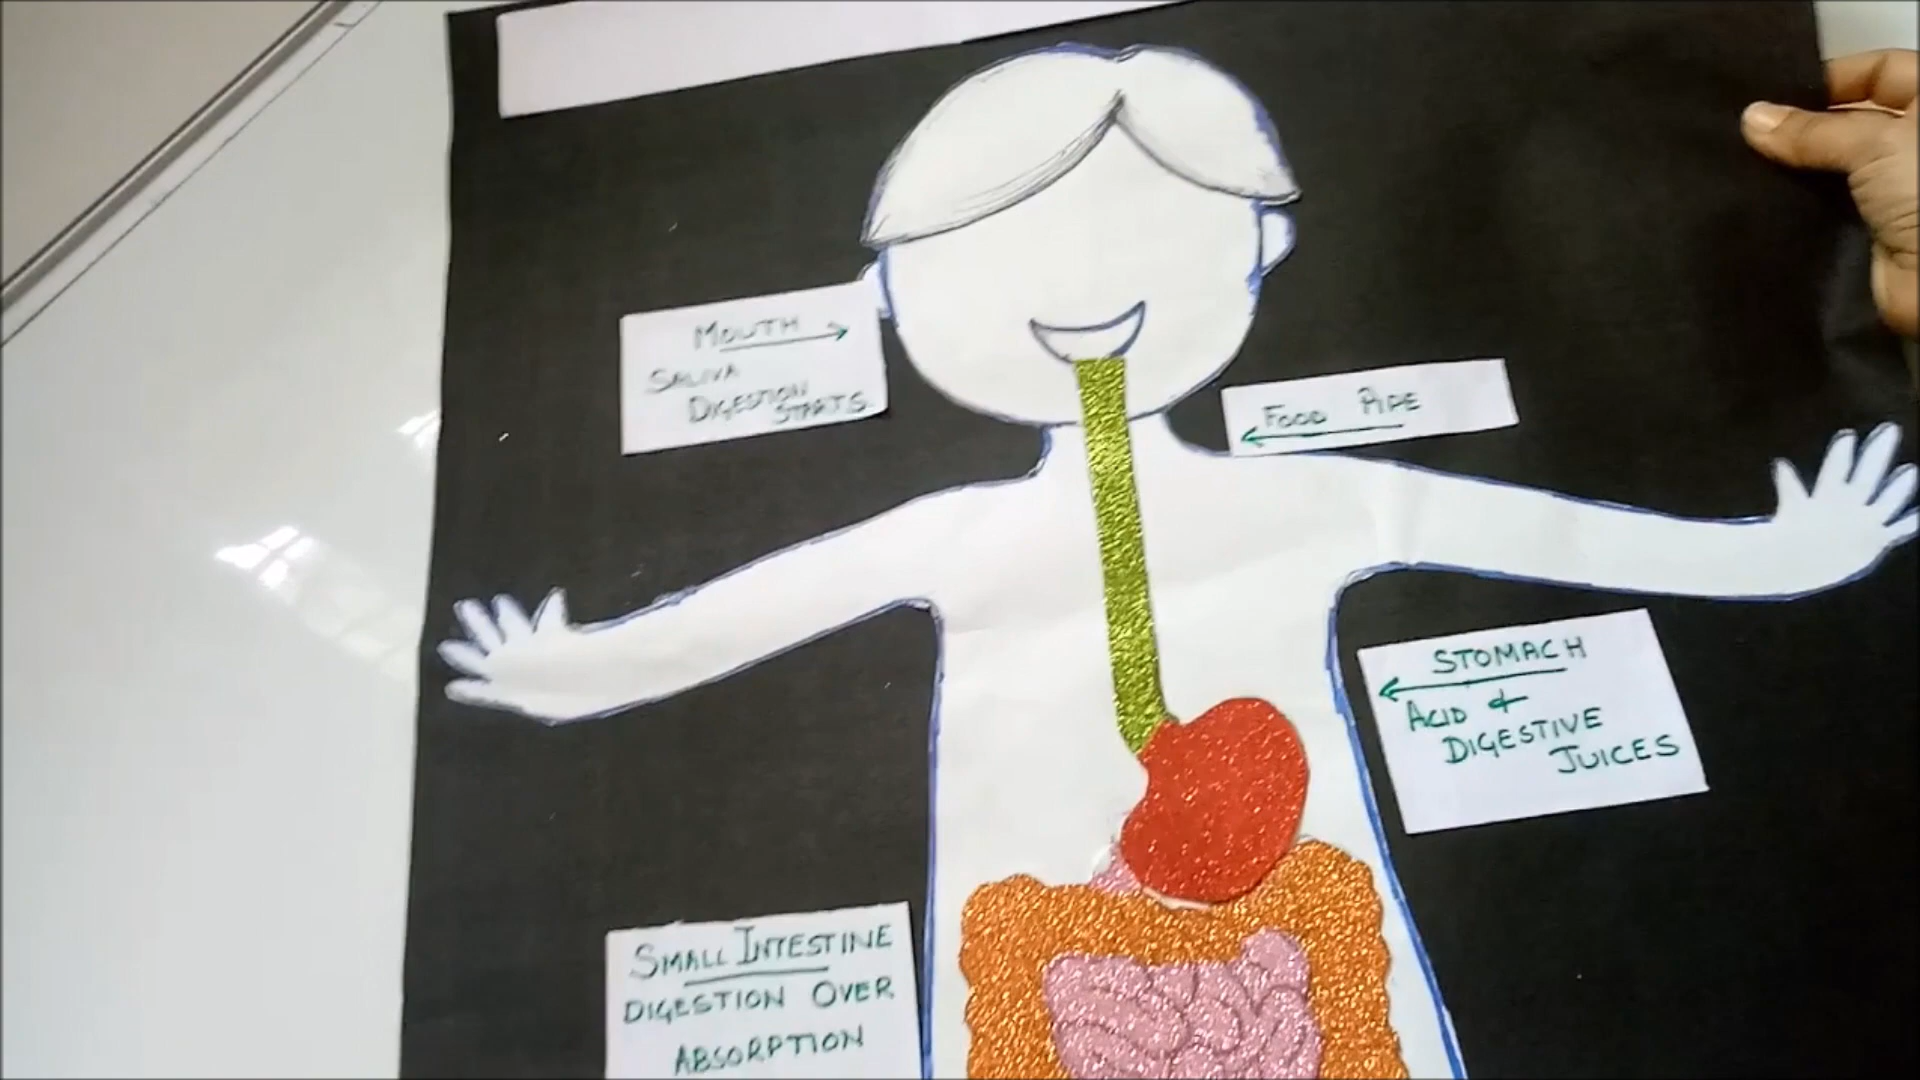 MOUTH
SALIVA
DIGESTION
STARTS
FOOD PIPE
STOMACH
ACID &
DIGESTIVE
JUICES
SMALL INTESTINE
DIGESTION OVER
ABSORPTION